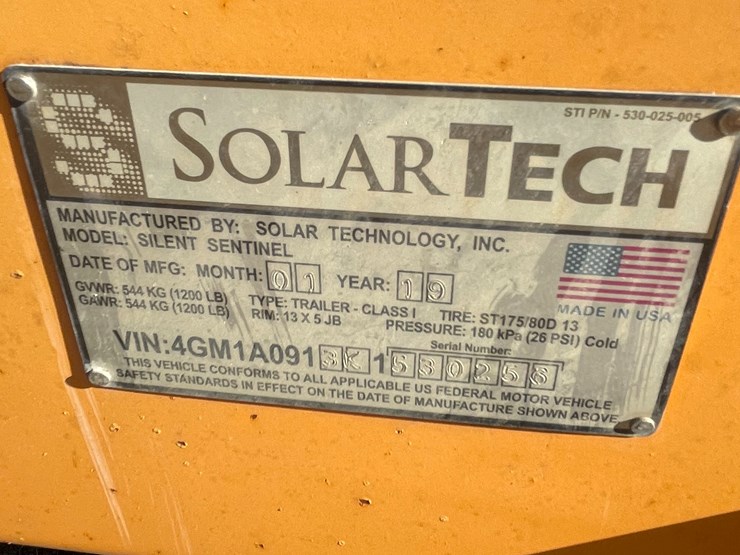 STI P/N - 530-025-005
SOLARTECH
MANUFACTURED BY: SOLAR TECHNOLOGY, INC.
MODEL: SILENT SENTINEL
DATE OF MFG: MONTH: 01 YEAR: 19
GVWR: 544 KG (1200 LB) TYPE: TRAILER - CLASS I TIRE: ST175/80D 13
GAWR: 544 KG (1200 LB) RIM: 13 X 5 JB PRESSURE: 180 kPa (26 PSI) Cold
MADE IN USA
Serial Number:
VIN:4GM1A0913K1530256
THIS VEHICLE CONFORMS TO ALL APPLICABLE US FEDERAL MOTOR VEHICLE
SAFETY STANDARDS IN EFFECT ON THE DATE OF MANUFACTURE SHOWN ABOVE